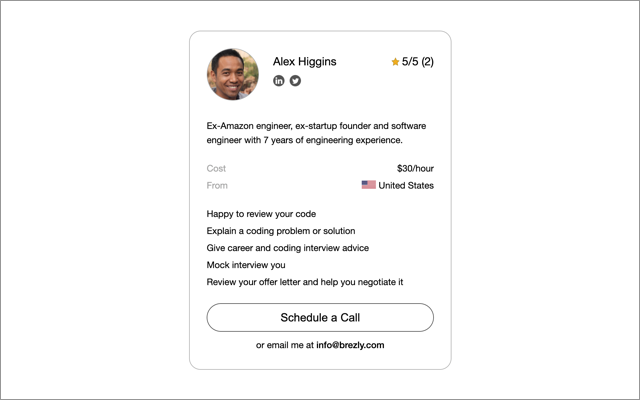 Alex Higgins
5/5 (2)
in
Ex-Amazon engineer, ex-startup founder and software
engineer with 7 years of engineering experience.
Cost $30/hour
From United States
Happy to review your code
Explain a coding problem or solution
Give career and coding interview advice
Mock interview you
Review your offer letter and help you negotiate it
Schedule a Call
or email me at info@brezly.com